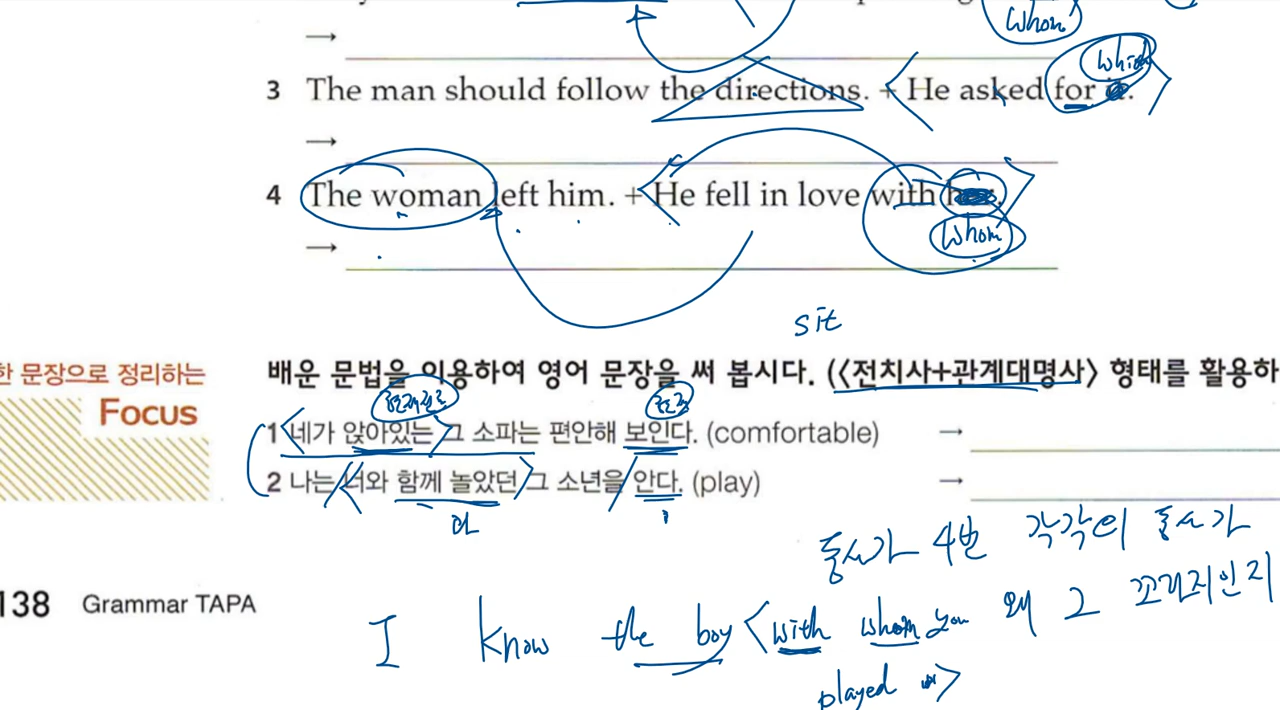 whom
→
3 The man should follow the directions. + He asked for
which
→
4 The woman left him. + He fell in love with
whom
→
sit
한 문장으로 정리하는
Focus
배운 문법을 이용하여 영어 문장을 써 봅시다. (〈전치사+관계대명사〉 형태를 활용하
1 네가 앉아있는 그 소파는 편안해 보인다. (comfortable) →
2 나는 너와 함께 놀았던 그 소년을 안다. (play) →
동사가 4번 각각의 동사가
왜 그 꼬라지인지
138 Grammar TAPA
I know the boy <with whom you
played >